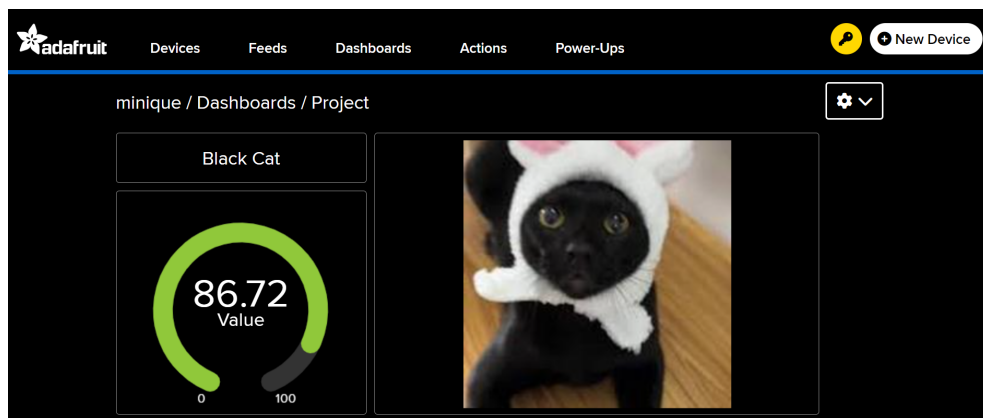 adafruit Devices Feeds Dashboards Actions Power-Ups New Device
minique / Dashboards / Project
Black Cat
86.72
Value
0 100